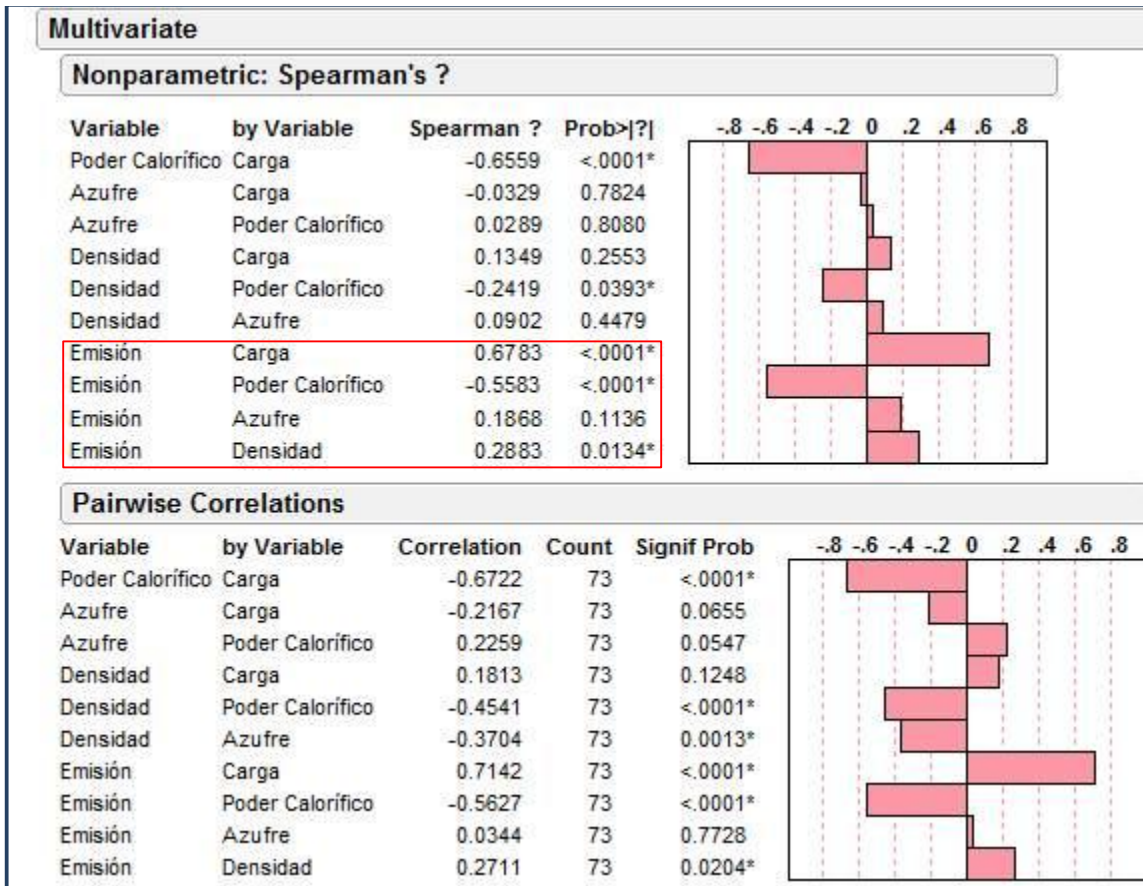 Multivariate
Nonparametric: Spearman's ?
Variable by Variable Spearman ? Prob>|?| -.8 -.6 -.4 -.2 0 .2 .4 .6 .8
Poder Calorífico Carga -0.6559 <.0001*
Azufre Carga -0.0329 0.7824
Azufre Poder Calorífico 0.0289 0.8080
Densidad Carga 0.1349 0.2553
Densidad Poder Calorífico -0.2419 0.0393*
Densidad Azufre 0.0902 0.4479
Emisión Carga 0.6783 <.0001*
Emisión Poder Calorífico -0.5583 <.0001*
Emisión Azufre 0.1868 0.1136
Emisión Densidad 0.2883 0.0134*
Pairwise Correlations
Variable by Variable Correlation Count Signif Prob -.8 -.6 -.4 -.2 0 .2 .4 .6 .8
Poder Calorífico Carga -0.6722 73 <.0001*
Azufre Carga -0.2167 73 0.0655
Azufre Poder Calorífico 0.2259 73 0.0547
Densidad Carga 0.1813 73 0.1248
Densidad Poder Calorífico -0.4541 73 <.0001*
Densidad Azufre -0.3704 73 0.0013*
Emisión Carga 0.7142 73 <.0001*
Emisión Poder Calorífico -0.5627 73 <.0001*
Emisión Azufre 0.0344 73 0.7728
Emisión Densidad 0.2711 73 0.0204*